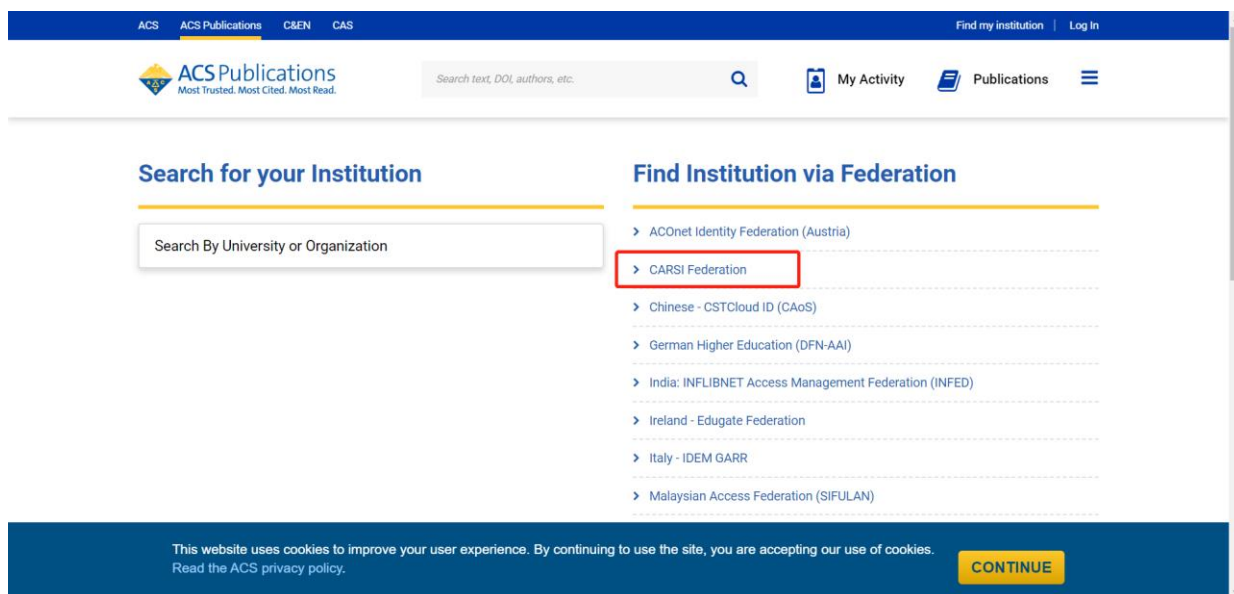 ACS ACS Publications C&EN CAS Find my institution | Log In
ACS Publications
Most Trusted. Most Cited. Most Read.
Search text, DOI, authors, etc.
My Activity
Publications
Search for your Institution
Search By University or Organization
Find Institution via Federation
ACOnet Identity Federation (Austria)
CARSI Federation
Chinese - CSTCloud ID (CAoS)
German Higher Education (DFN-AAI)
India: INFLIBNET Access Management Federation (INFED)
Ireland - Edugate Federation
Italy - IDEM GARR
Malaysian Access Federation (SIFULAN)
This website uses cookies to improve your user experience. By continuing to use the site, you are accepting our use of cookies.
Read the ACS privacy policy.
CONTINUE